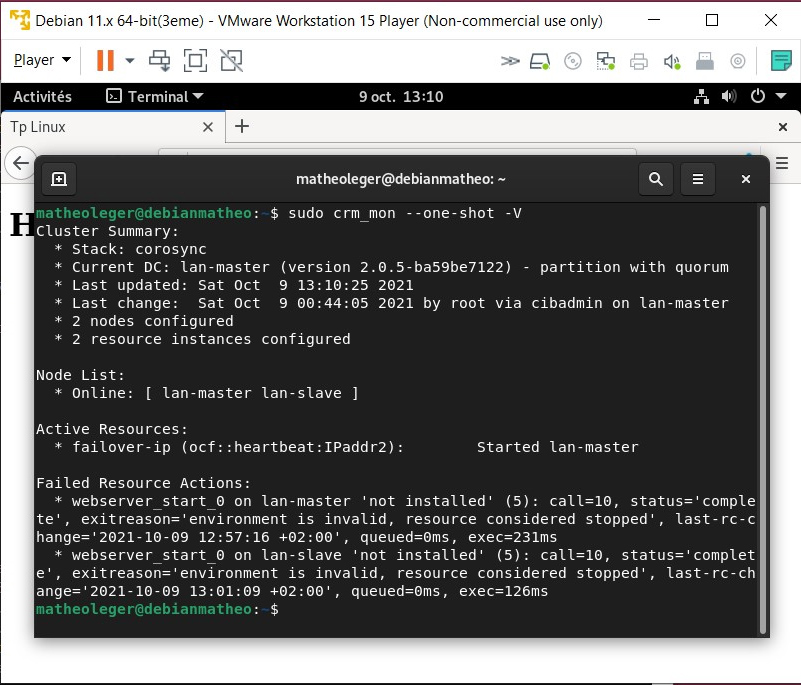 Debian 11.x 64-bit(3eme) - VMware Workstation 15 Player (Non-commercial use only)
Player
Activités Terminal 9 oct. 13:10
Tp Linux
matheoleger@debianmatheo: ~
H
matheoleger@debianmatheo:~$ sudo crm_mon --one-shot -V
Cluster Summary:
  * Stack: corosync
  * Current DC: lan-master (version 2.0.5-ba59be7122) - partition with quorum
  * Last updated: Sat Oct  9 13:10:25 2021
  * Last change:  Sat Oct  9 00:44:05 2021 by root via cibadmin on lan-master
  * 2 nodes configured
  * 2 resource instances configured
Node List:
  * Online: [ lan-master lan-slave ]
Active Resources:
  * failover-ip (ocf::heartbeat:IPaddr2):        Started lan-master
Failed Resource Actions:
  * webserver_start_0 on lan-master 'not installed' (5): call=10, status='comple
te', exitreason='environment is invalid, resource considered stopped', last-rc-c
hange='2021-10-09 12:57:16 +02:00', queued=0ms, exec=231ms
  * webserver_start_0 on lan-slave 'not installed' (5): call=10, status='complet
e', exitreason='environment is invalid, resource considered stopped', last-rc-ch
ange='2021-10-09 13:01:09 +02:00', queued=0ms, exec=126ms
matheoleger@debianmatheo:~$